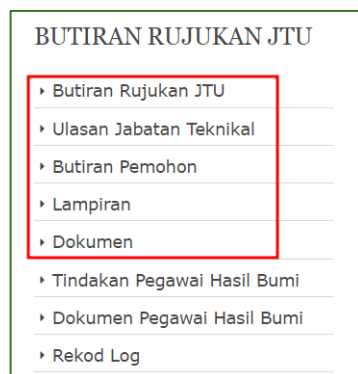 BUTIRAN RUJUKAN JTU
Butiran Rujukan JTU
Ulasan Jabatan Teknikal
Butiran Pemohon
Lampiran
Dokumen
Tindakan Pegawai Hasil Bumi
Dokumen Pegawai Hasil Bumi
Rekod Log